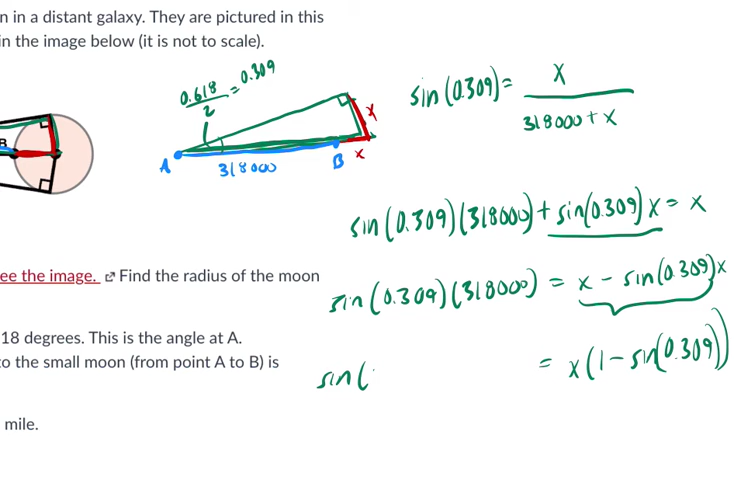 n in a distant galaxy. They are pictured in this
in the image below (it is not to scale).
0.618/2 = 0.309
sin(0.309) = x/(318000 + x)
x
A
318000
B
x
B
sin(0.309)(318000) + sin(0.309)x = x
ee the image. Find the radius of the moon
sin(0.309)(318000) = x - sin(0.309)x
18 degrees. This is the angle at A.
o the small moon (from point A to B) is
sin( = x(1 - sin(0.309))
mile.